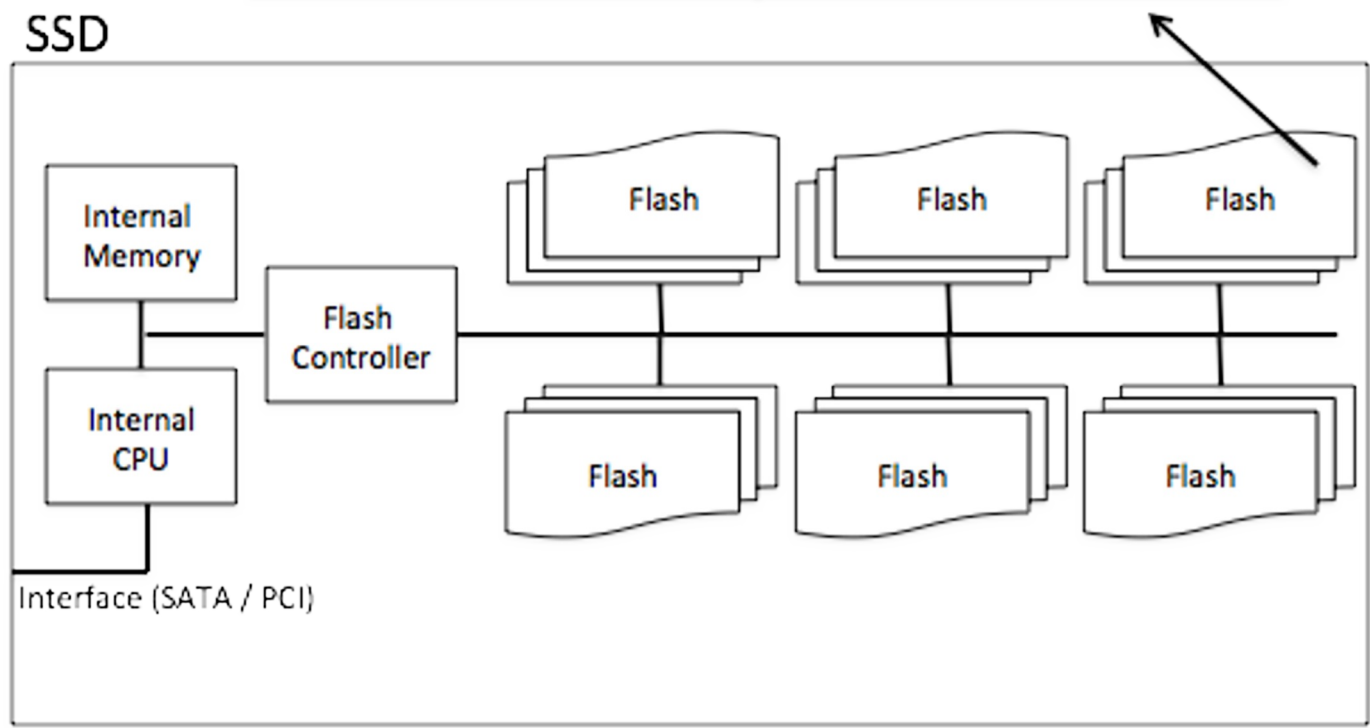 SSD
Internal
Memory
Flash
Controller
Internal
CPU
Interface (SATA / PCI)
Flash
Flash
Flash
Flash
Flash
Flash